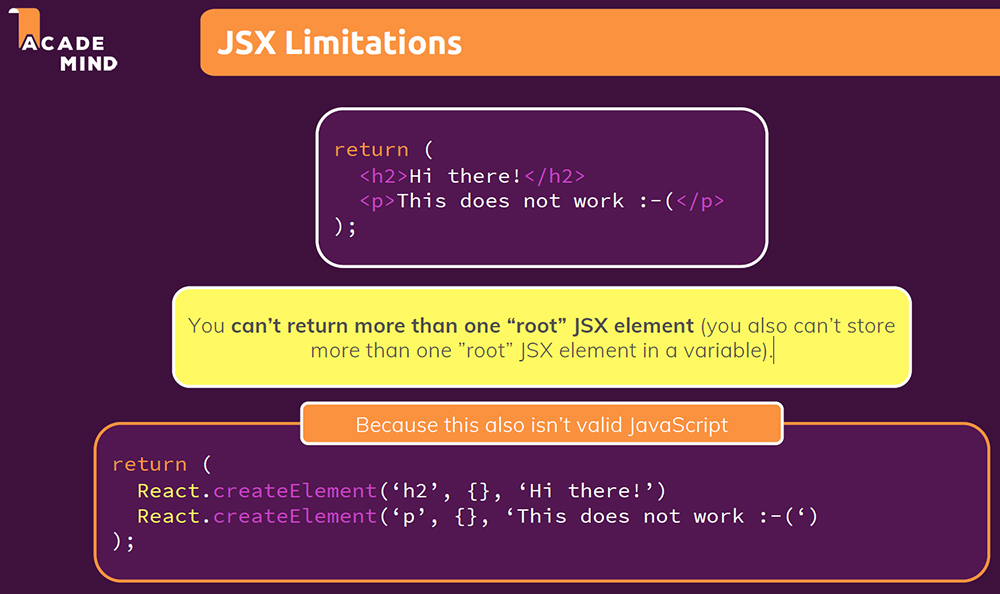 ACADE
MIND
JSX Limitations
return (
<h2>Hi there!</h2>
<p>This does not work :-(</p>
);
You can’t return more than one “root” JSX element (you also can’t store
more than one ”root” JSX element in a variable).
Because this also isn’t valid JavaScript
return (
React.createElement(‘h2’, {}, ‘Hi there!’)
React.createElement(‘p’, {}, ‘This does not work :-(‘)
);